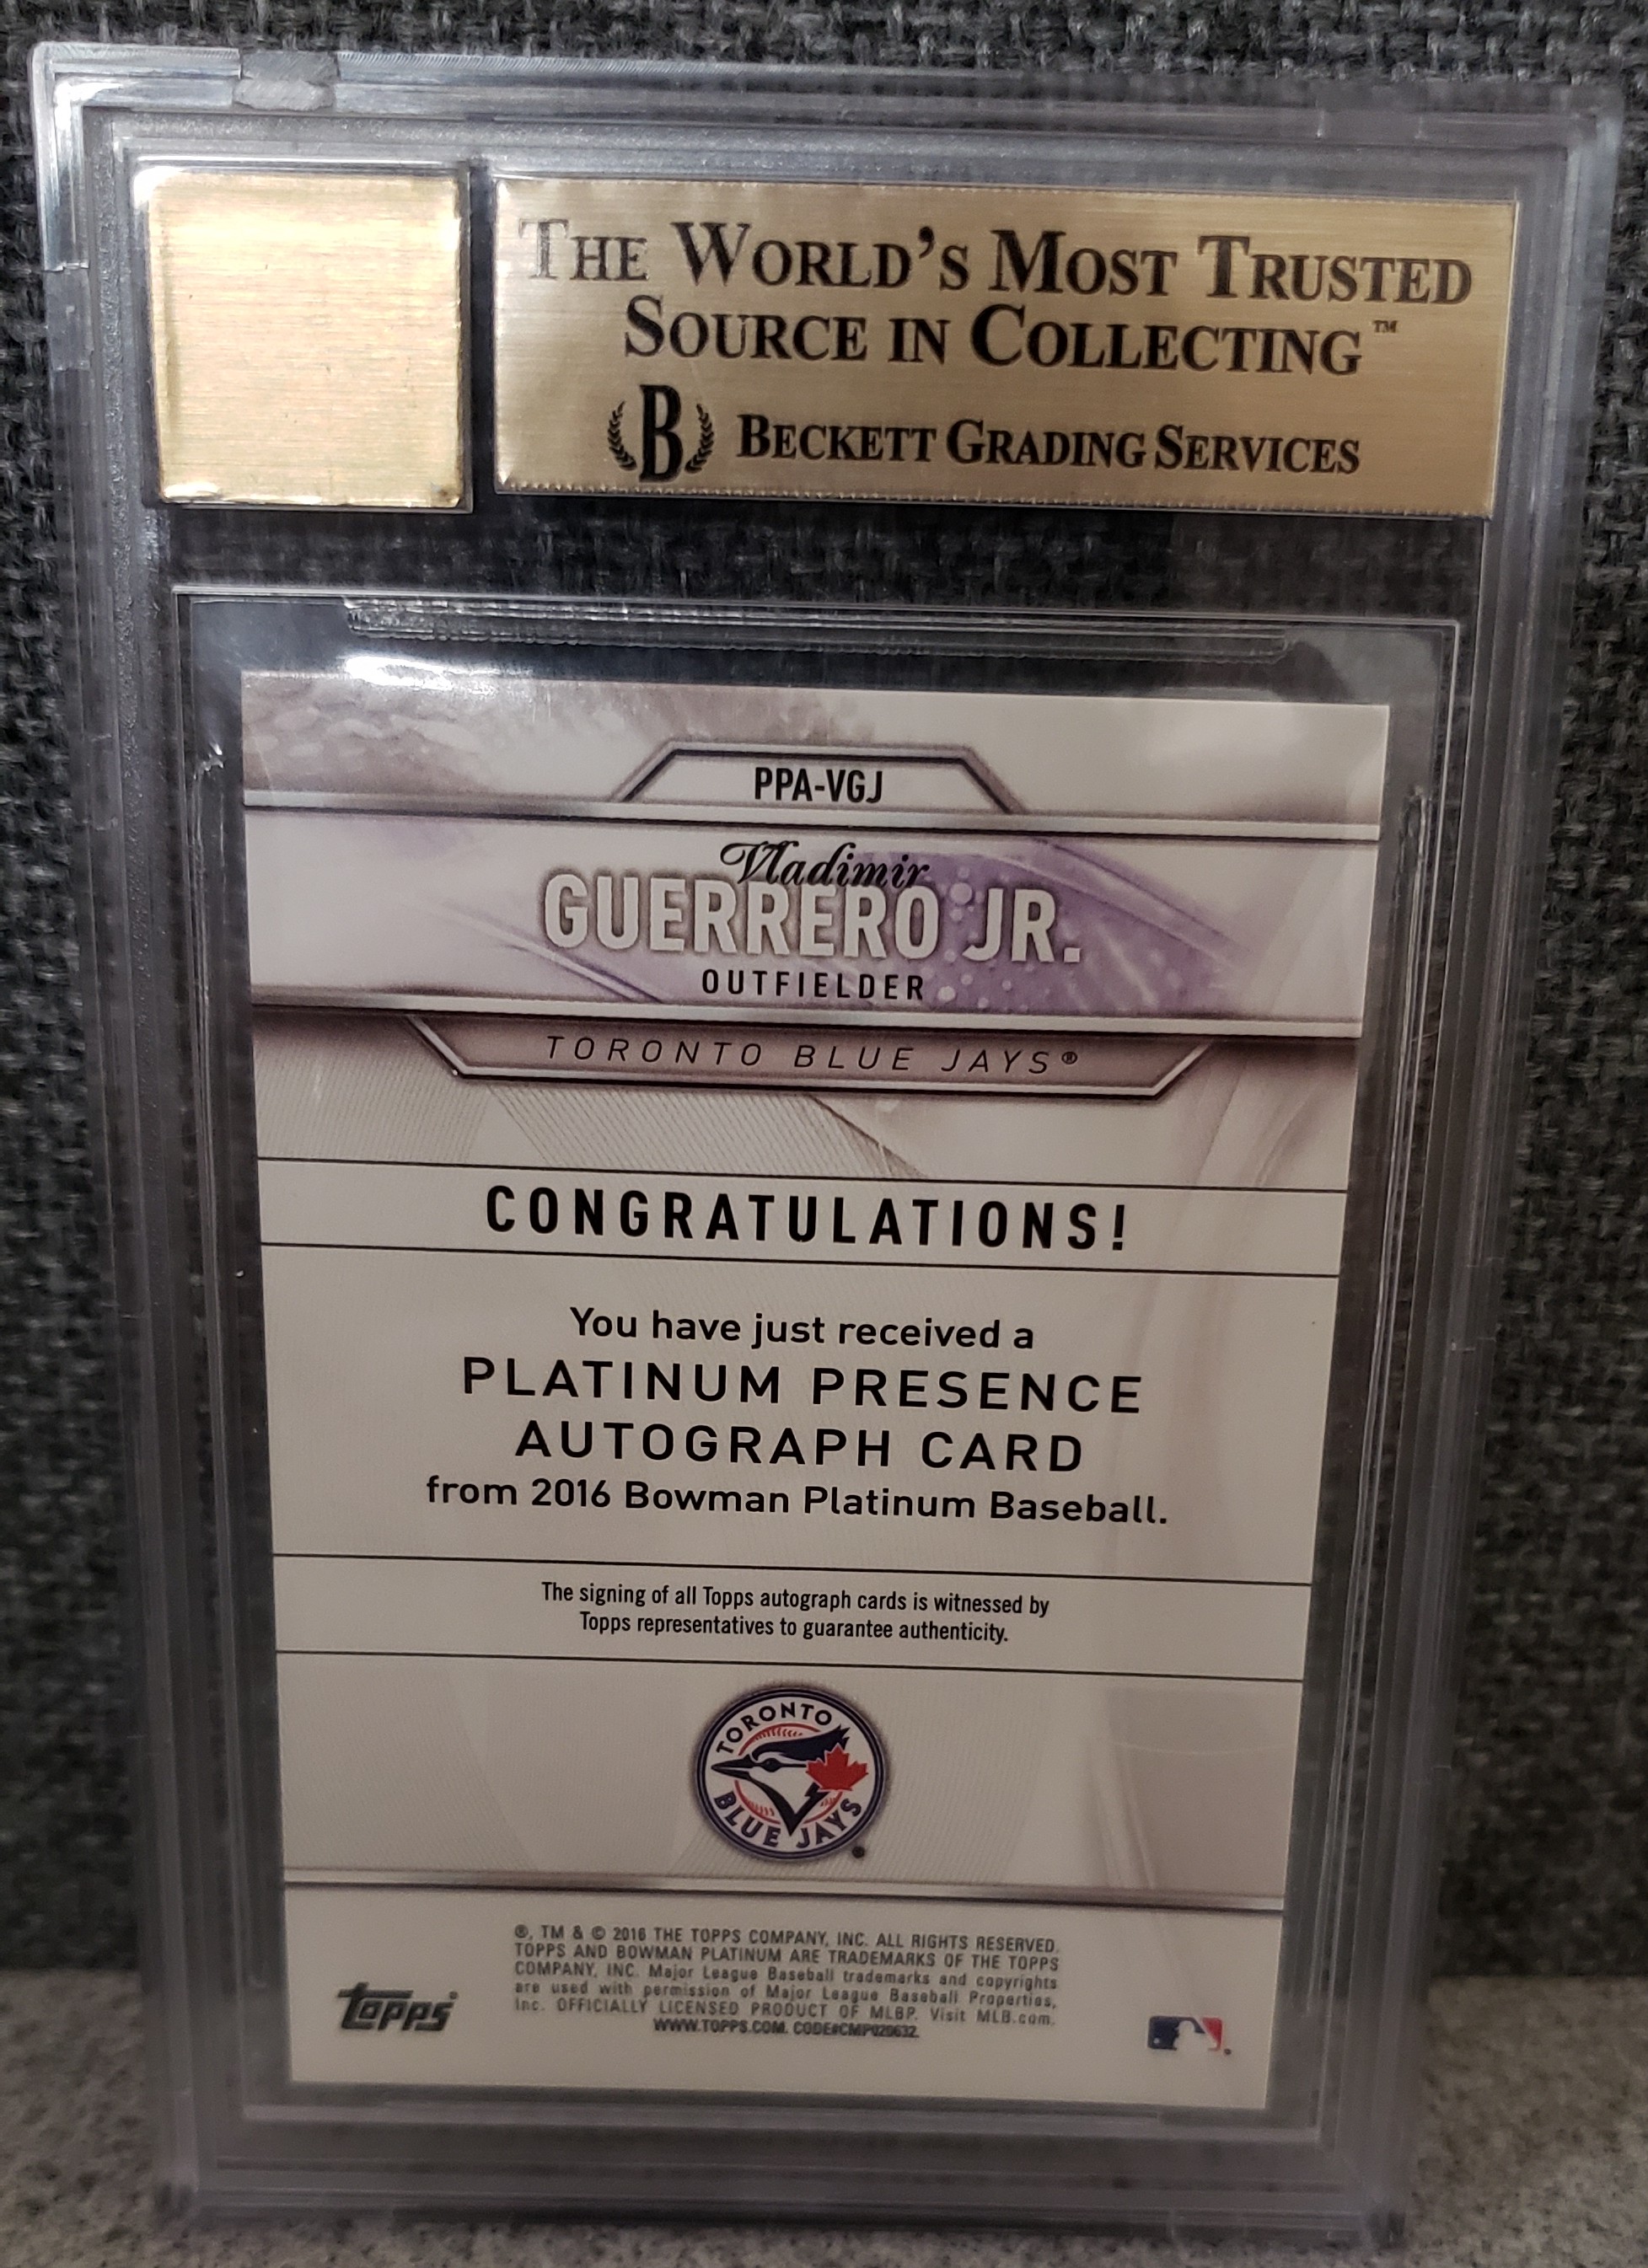 THE WORLD'S MOST TRUSTED
SOURCE IN COLLECTING™
B BECKETT GRADING SERVICES
PPA-VGJ
Vladimir
GUERRERO JR.
OUTFIELDER
TORONTO BLUE JAYS®
CONGRATULATIONS!
You have just received a
PLATINUM PRESENCE
AUTOGRAPH CARD
from 2016 Bowman Platinum Baseball.
The signing of all Topps autograph cards is witnessed by
Topps representatives to guarantee authenticity.
TORONTO
BLUE JAYS
®, TM & © 2016 THE TOPPS COMPANY, INC. ALL RIGHTS RESERVED.
TOPPS AND BOWMAN PLATINUM ARE TRADEMARKS OF THE TOPPS
COMPANY, INC. Major League Baseball trademarks and copyrights
are used with permission of Major League Baseball Properties,
Inc. OFFICIALLY LICENSED PRODUCT OF MLBP. Visit MLB.com.
WWW.TOPPS.COM. CODE#CMP029632.
topps®